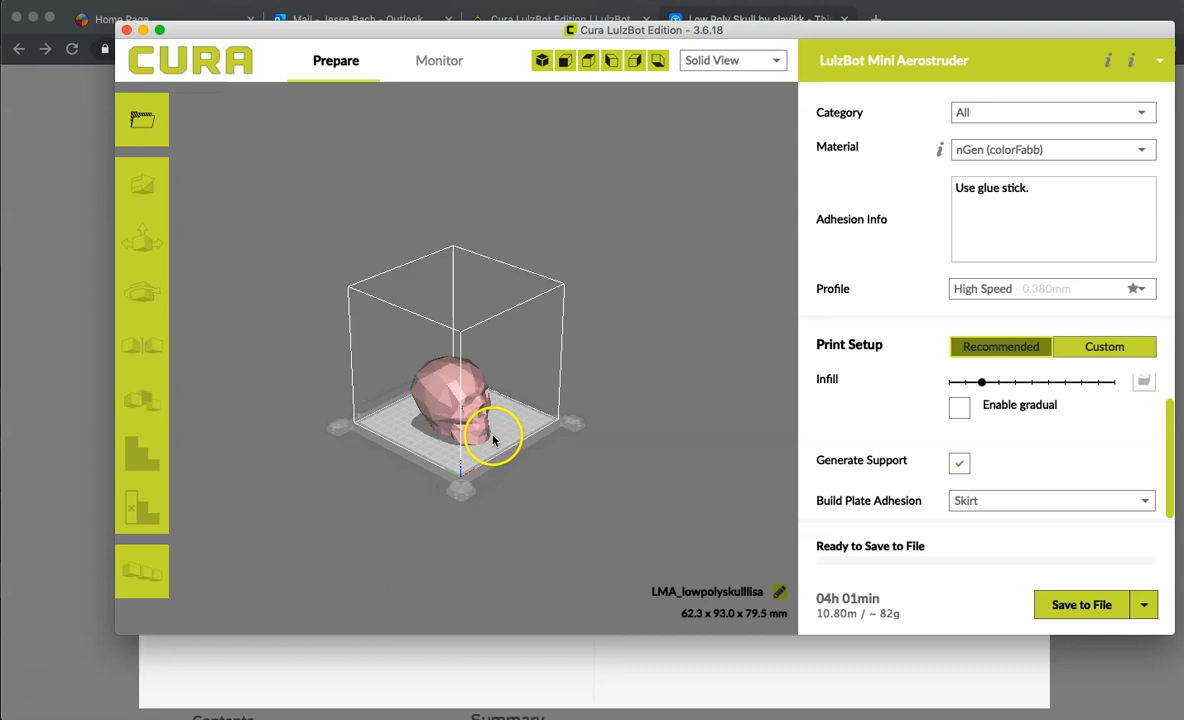 Home Page
Mail - Jesse Bach - Outlook
Cura LulzBot Edition | LulzBot
Low Poly Skull by slavikk - Thi
Cura LulzBot Edition - 3.6.18
CURA
Prepare
Monitor
Solid View
LulzBot Mini Aerostruder
Category
All
Material
nGen (colorFabb)
Use glue stick.
Adhesion Info
Profile
High Speed - 0.380mm
Print Setup
Recommended
Custom
Infill
Enable gradual
Generate Support
Build Plate Adhesion
Skirt
Ready to Save to File
LMA_lowpolyskulllisa
62.3 x 93.0 x 79.5 mm
04h 01min
10.80m / ~ 82g
Save to File
Contents
Summary